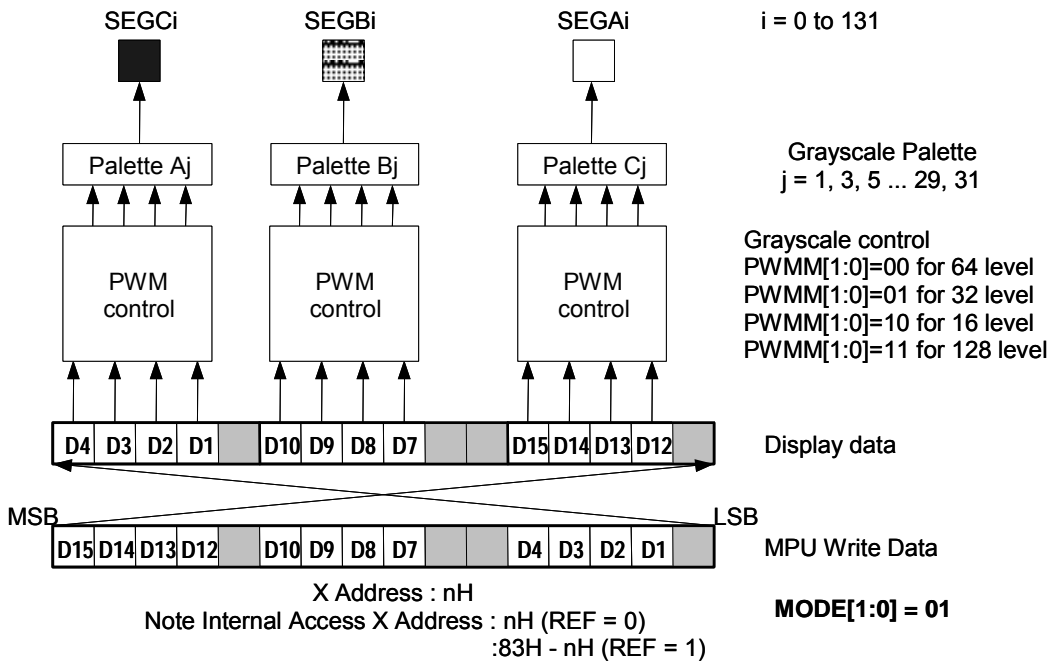 SEGCi SEGBi SEGAi i = 0 to 131
Palette Aj Palette Bj Palette Cj
Grayscale Palette
j = 1, 3, 5 ... 29, 31
PWM control PWM control PWM control
Grayscale control
PWMM[1:0]=00 for 64 level
PWMM[1:0]=01 for 32 level
PWMM[1:0]=10 for 16 level
PWMM[1:0]=11 for 128 level
D4 D3 D2 D1 D10 D9 D8 D7 D15 D14 D13 D12 Display data
MSB LSB
D15 D14 D13 D12 D10 D9 D8 D7 D4 D3 D2 D1 MPU Write Data
X Address : nH
Note Internal Access X Address : nH (REF = 0)
:83H - nH (REF = 1)
MODE[1:0] = 01